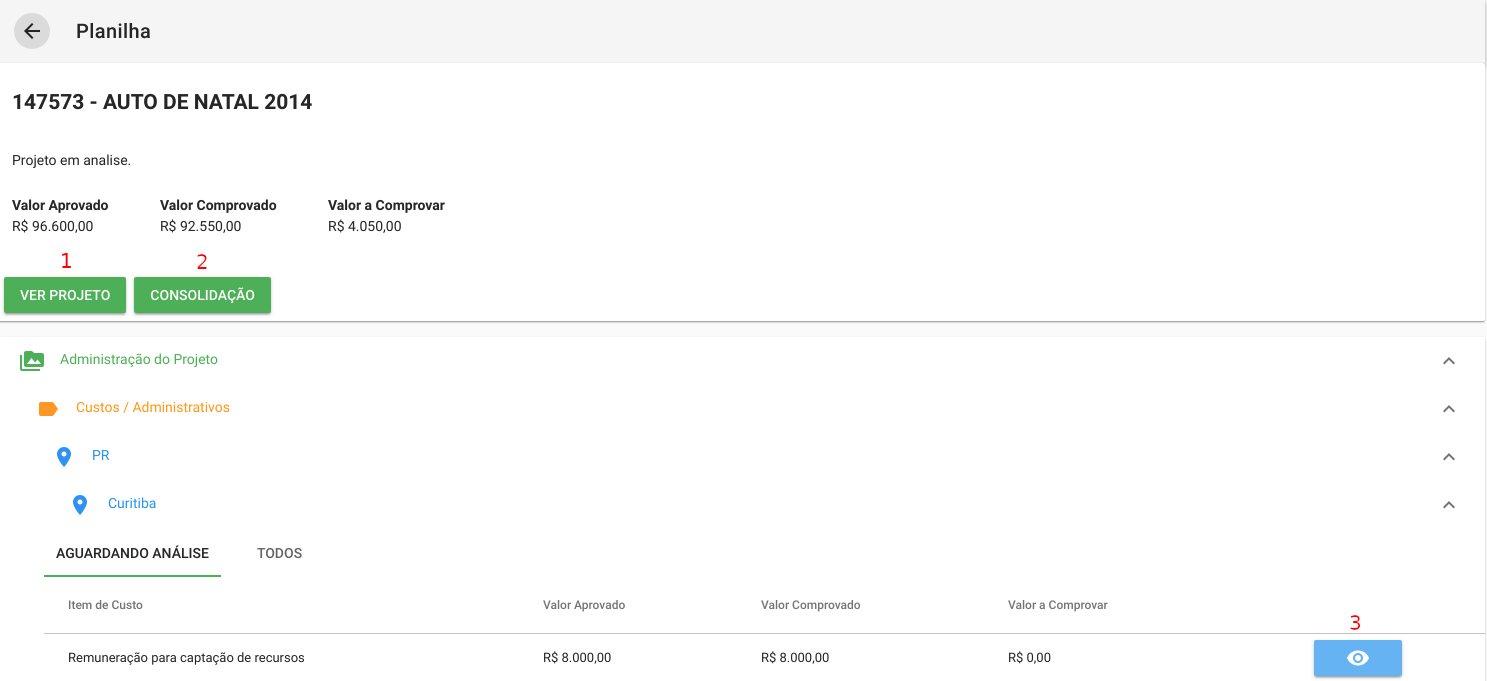 Planilha
147573 - AUTO DE NATAL 2014
Projeto em analise.
Valor Aprovado Valor Comprovado Valor a Comprovar
R$ 96.600,00 R$ 92.550,00 R$ 4.050,00
1 2
VER PROJETO CONSOLIDAÇÃO
Administração do Projeto
Custos / Administrativos
PR
Curitiba
AGUARDANDO ANÁLISE TODOS
Item de Custo Valor Aprovado Valor Comprovado Valor a Comprovar
3
Remuneração para captação de recursos R$ 8.000,00 R$ 8.000,00 R$ 0,00